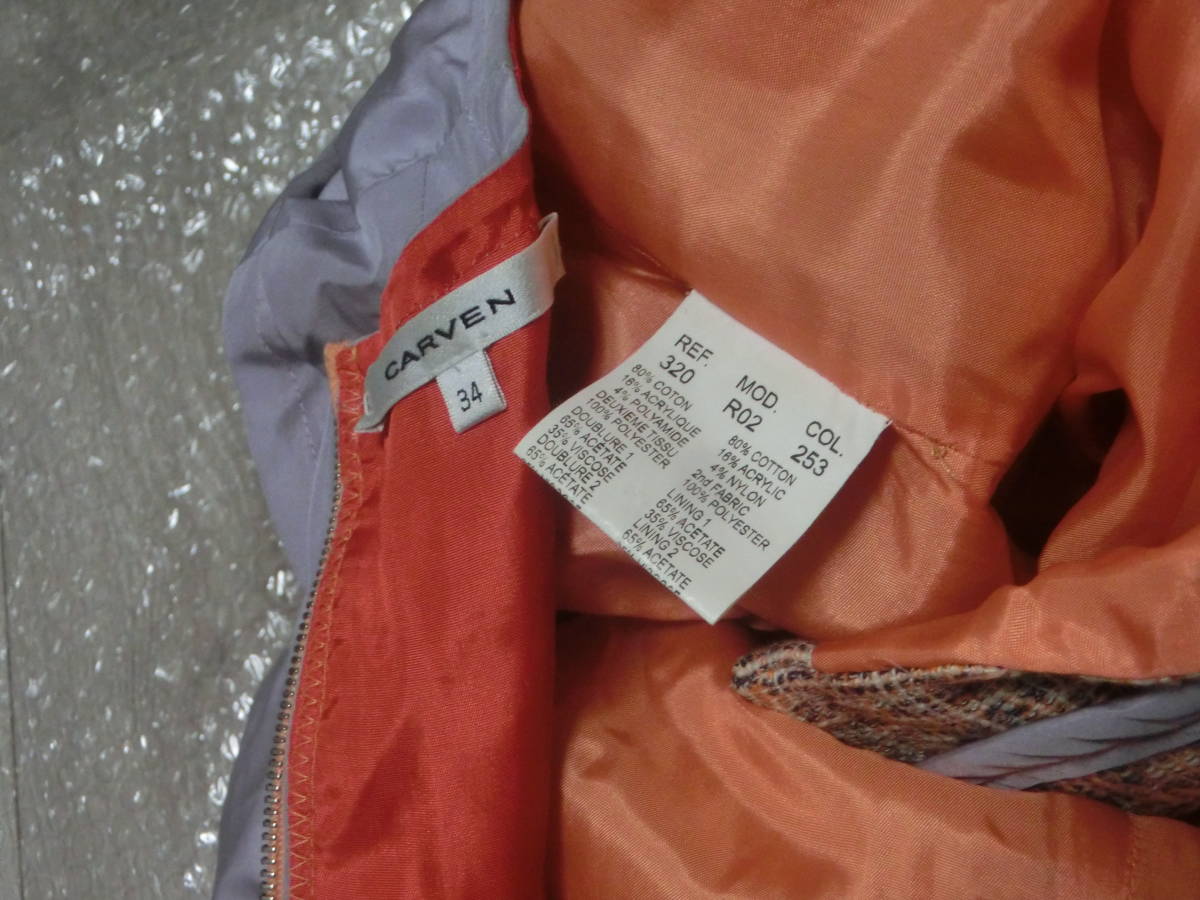 CARVEN
34
REF. MOD. COL.
320 R02 253
80% COTON
16% ACRYLIQUE
4% POLYAMIDE
DEUXIEME TISSU
100% POLYESTER
DOUBLURE 1
65% ACÉTATE
35% VISCOSE
DOUBLURE 2
65% ACÉTATE
80% COTTON
16% ACRYLIC
4% NYLON
2nd FABRIC
100% POLYESTER
LINING 1
65% ACETATE
35% VISCOSE
LINING 2
65% ACETATE